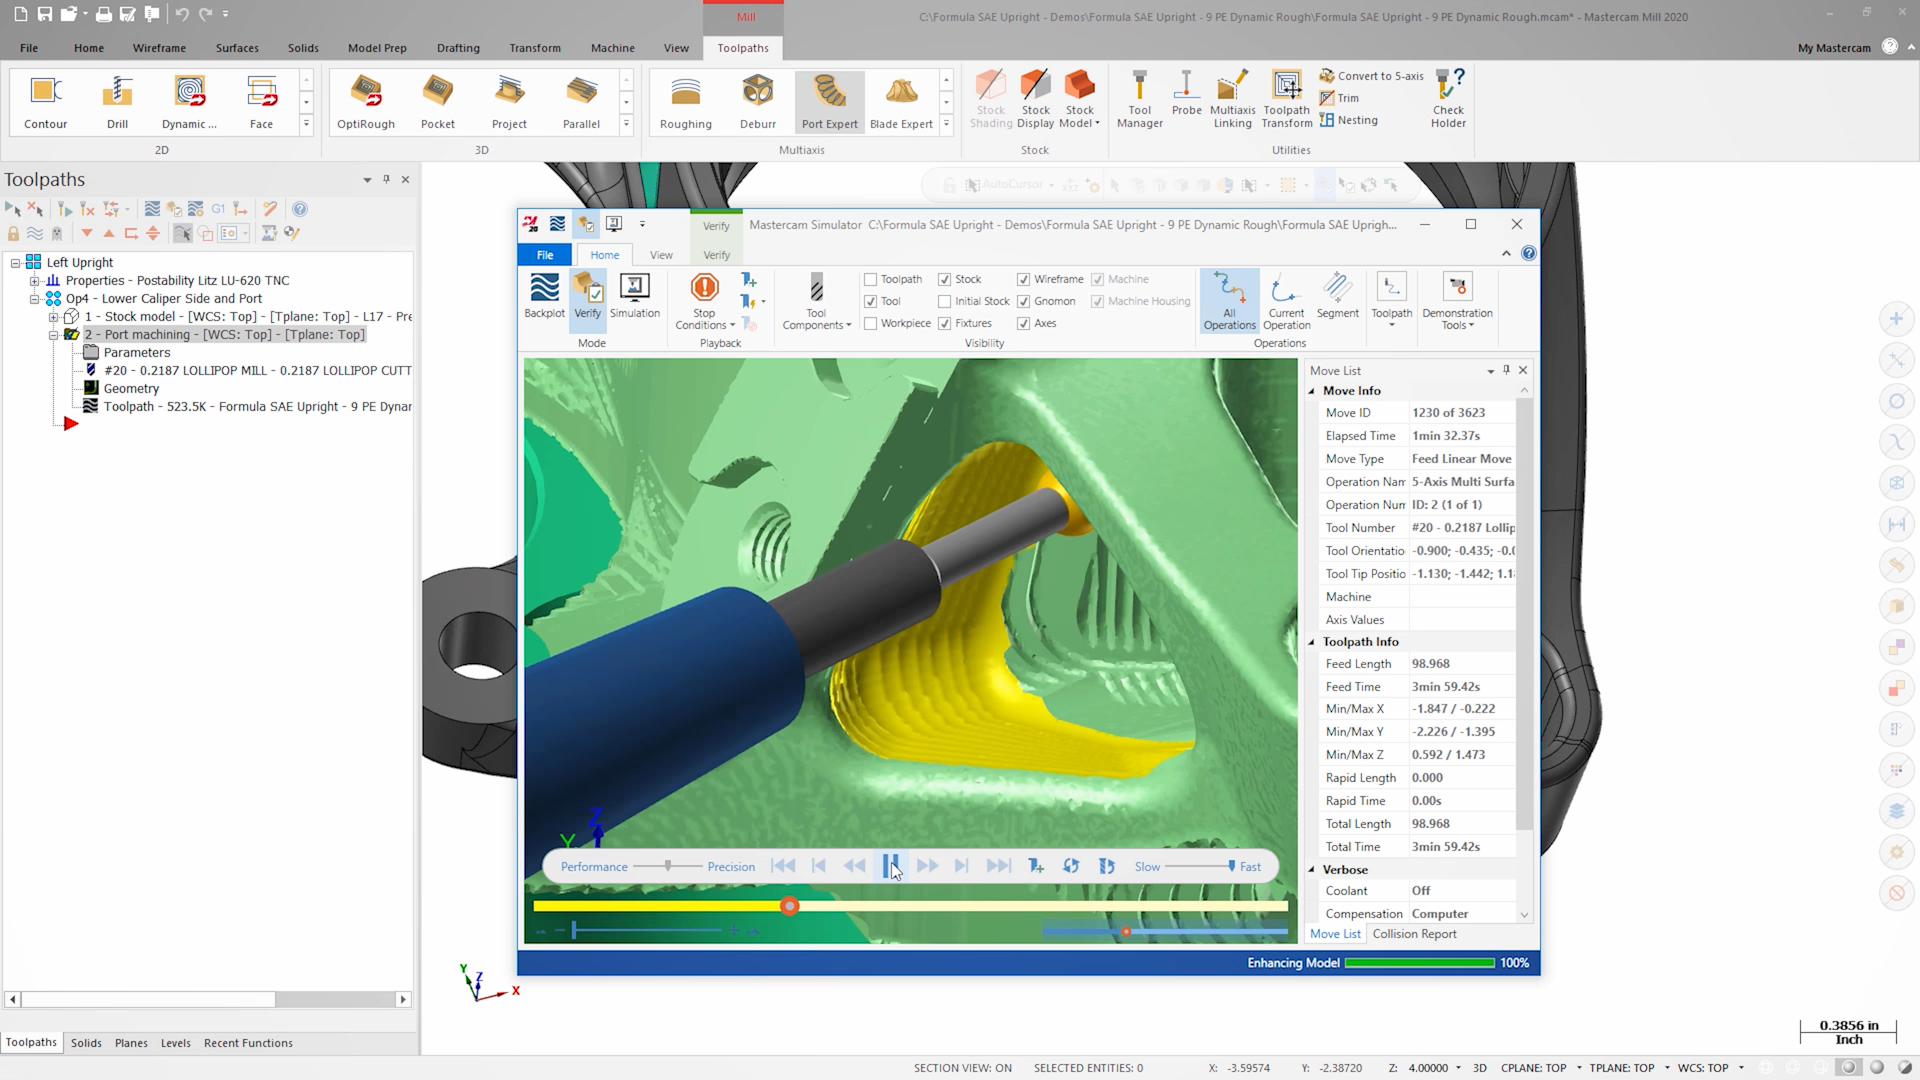 Mill
C:\Formula SAE Upright - Demos\Formula SAE Upright - 9 PE Dynamic Rough\Formula SAE Upright - 9 PE Dynamic Rough.mcam* - Mastercam Mill 2020
File Home Wireframe Surfaces Solids Model Prep Drafting Transform Machine View Toolpaths My Mastercam
Contour Drill Dynamic ... Face
2D
OptiRough Pocket Project Parallel
3D
Roughing Deburr Port Expert Blade Expert
Multiaxis
Stock Shading Stock Display Stock Model
Stock
Tool Manager Probe Multiaxis Linking Toolpath Transform
Convert to 5-axis
Trim
Nesting
Check Holder
Utilities
Toolpaths
G1
Left Upright
Properties - Postability Litz LU-620 TNC
Op4 - Lower Caliper Side and Port
1 - Stock model - [WCS: Top] - [Tplane: Top] - L17 - Pre
2 - Port machining - [WCS: Top] - [Tplane: Top]
Parameters
#20 - 0.2187 LOLLIPOP MILL - 0.2187 LOLLIPOP CUTT
Geometry
Toolpath - 523.5K - Formula SAE Upright - 9 PE Dynar
Toolpaths Solids Planes Levels Recent Functions
AutoCursor
Verify
Mastercam Simulator C:\Formula SAE Upright - Demos\Formula SAE Upright - 9 PE Dynamic Rough\Formula SAE Uprigh...
File Home View Verify
Backplot Verify Simulation
Mode
Stop Conditions
Playback
Tool Components
Toolpath Stock Wireframe Machine
Tool Initial Stock Gnomon Machine Housing
Workpiece Fixtures Axes
Visibility
All Operations Current Operation Segment
Operations
Toolpath
Demonstration Tools
Move List
Move Info
Move ID 1230 of 3623
Elapsed Time 1min 32.37s
Move Type Feed Linear Move
Operation Nam 5-Axis Multi Surfa
Operation Num ID: 2 (1 of 1)
Tool Number #20 - 0.2187 Lollip
Tool Orientatio -0.900; -0.435; -0.0
Tool Tip Positio -1.130; -1.442; 1.1
Machine
Axis Values
Toolpath Info
Feed Length 98.968
Feed Time 3min 59.42s
Min/Max X -1.847 / -0.222
Min/Max Y -2.226 / -1.395
Min/Max Z 0.592 / 1.473
Rapid Length 0.000
Rapid Time 0.00s
Total Length 98.968
Total Time 3min 59.42s
Verbose
Coolant Off
Compensation Computer
Move List Collision Report
Z
Y
Performance Precision Slow Fast
Enhancing Model 100%
Y
Z
X
0.3856 in
Inch
SECTION VIEW: ON SELECTED ENTITIES: 0 X: -3.59574 Y: -2.38720 Z: 4.00000 3D CPLANE: TOP TPLANE: TOP WCS: TOP